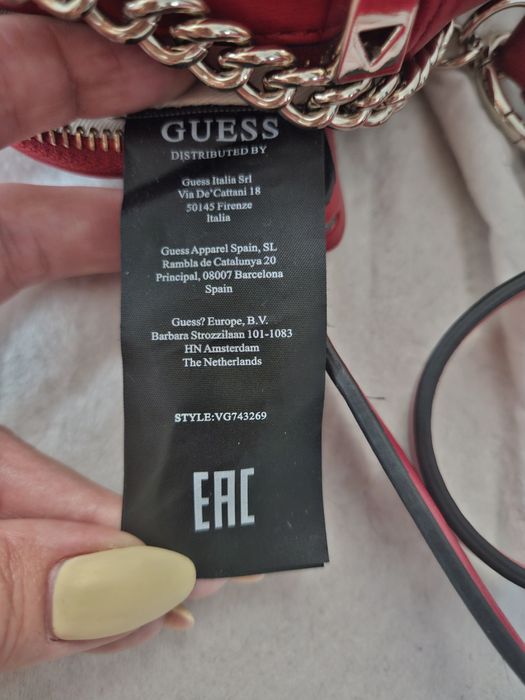 GUESS
DISTRIBUTED BY
Guess Italia Srl
Via De'Cattani 18
50145 Firenze
Italia
Guess Apparel Spain, SL
Rambla de Catalunya 20
Principal, 08007 Barcelona
Spain
Guess? Europe, B.V.
Barbara Strozzilaan 101-1083
HN Amsterdam
The Netherlands
STYLE:VG743269
EAC